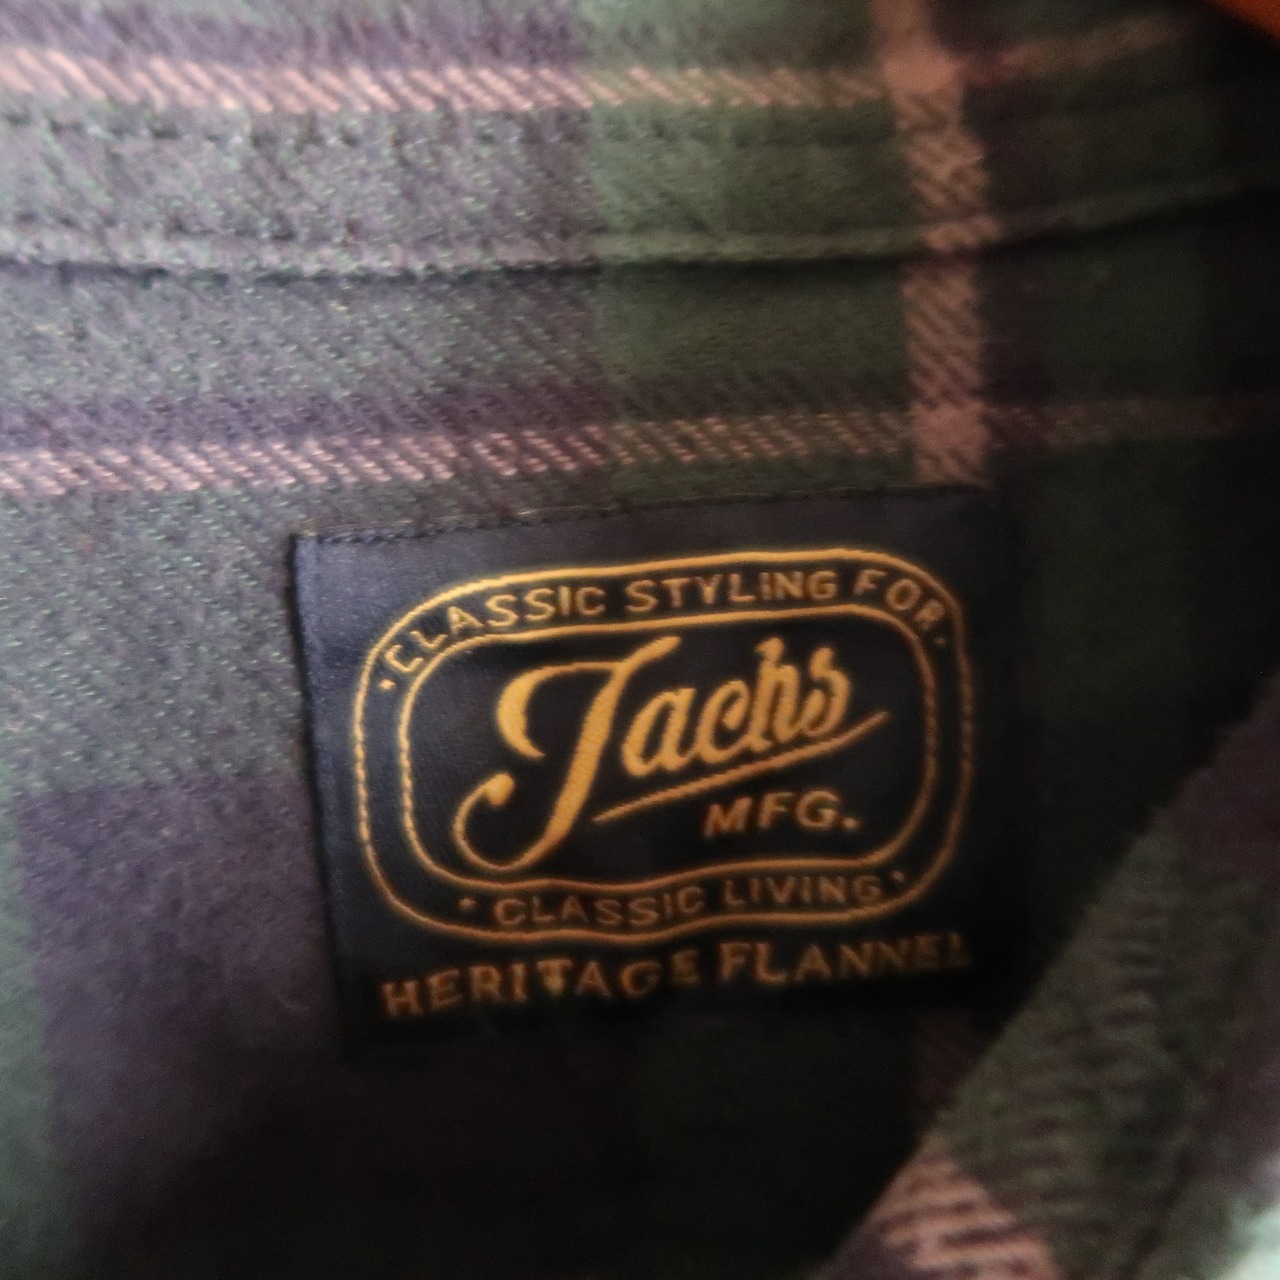 · CLASSIC STYLING FOR ·
Jachs
MFG.
· CLASSIC LIVING ·
HERITAGE FLANNEL